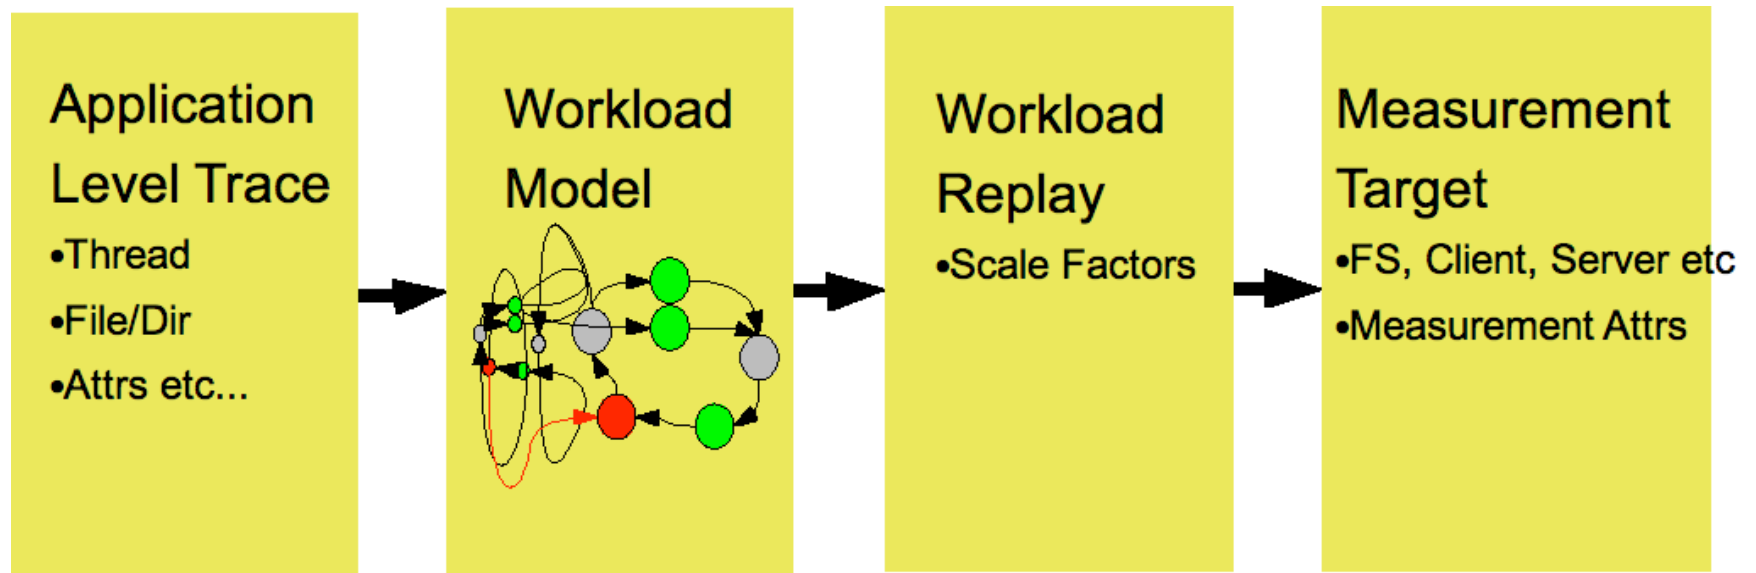 Application
Level Trace
•Thread
•File/Dir
•Attrs etc...
Workload
Model
Workload
Replay
•Scale Factors
Measurement
Target
•FS, Client, Server etc
•Measurement Attrs